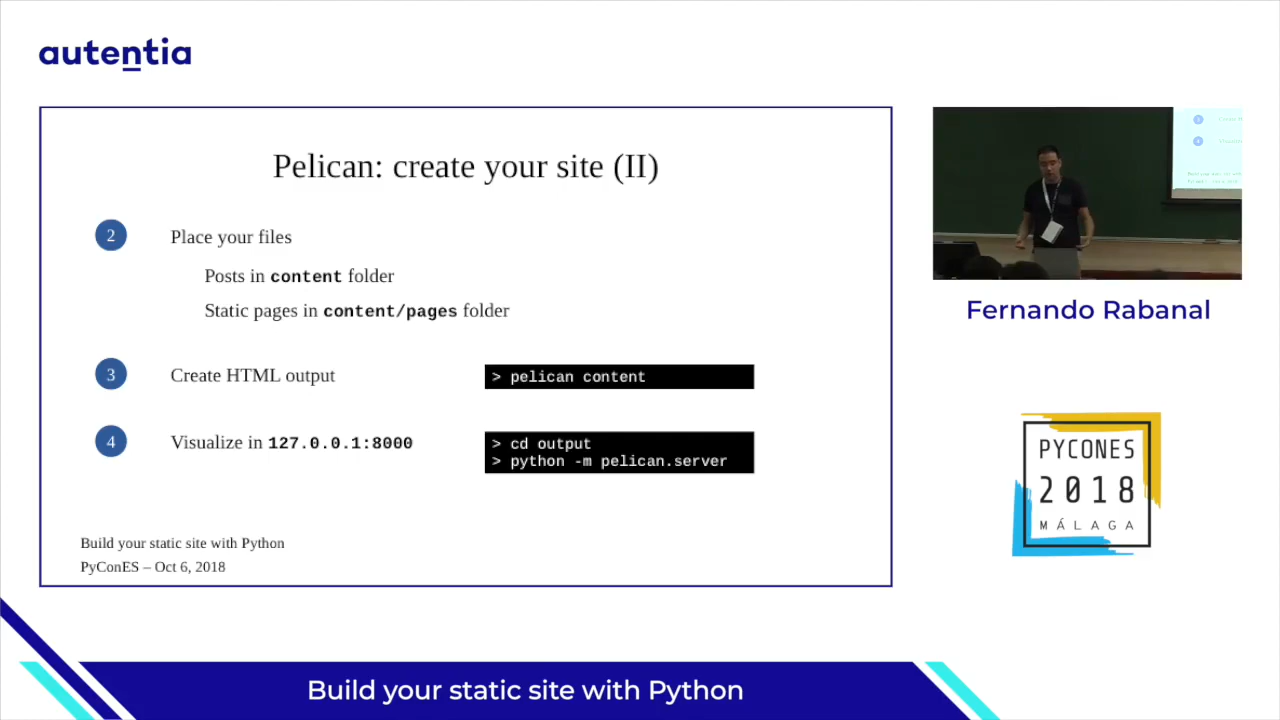 autentia
Pelican: create your site (II)
2
Place your files
Posts in content folder
Static pages in content/pages folder
3
Create HTML output
> pelican content
4
Visualize in 127.0.0.1:8000
> cd output
> python -m pelican.server
Build your static site with Python
PyConES – Oct 6, 2018
Fernando Rabanal
PYCONES
2018
MÁLAGA
Build your static site with Python